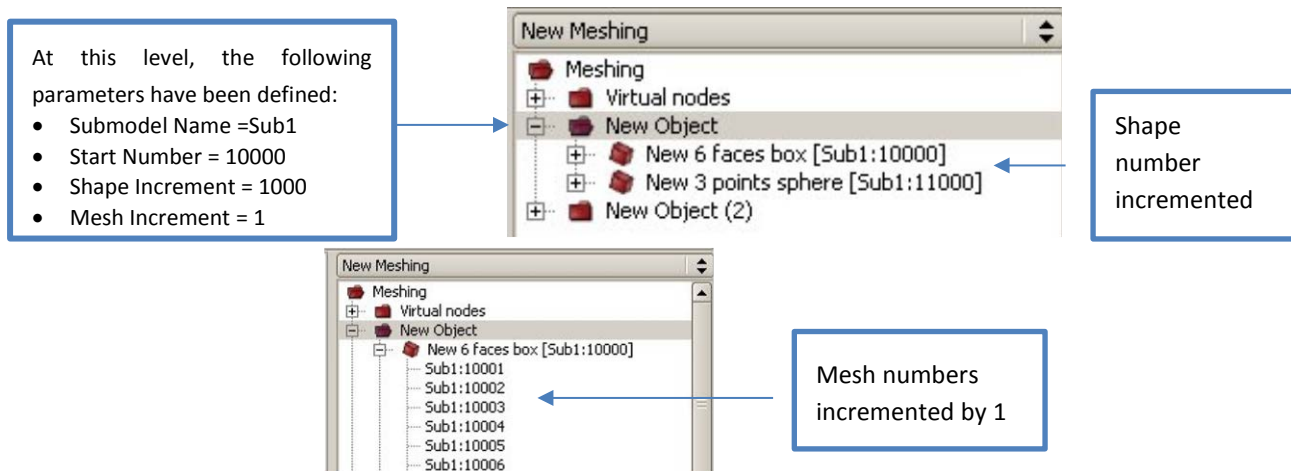 At this level, the following
parameters have been defined:
• Submodel Name =Sub1
• Start Number = 10000
• Shape Increment = 1000
• Mesh Increment = 1
New Meshing
Meshing
Virtual nodes
New Object
New 6 faces box [Sub1:10000]
New 3 points sphere [Sub1:11000]
New Object (2)
Shape
number
incremented
New Meshing
Meshing
Virtual nodes
New Object
New 6 faces box [Sub1:10000]
Sub1:10001
Sub1:10002
Sub1:10003
Sub1:10004
Sub1:10005
Sub1:10006
Mesh numbers
incremented by 1